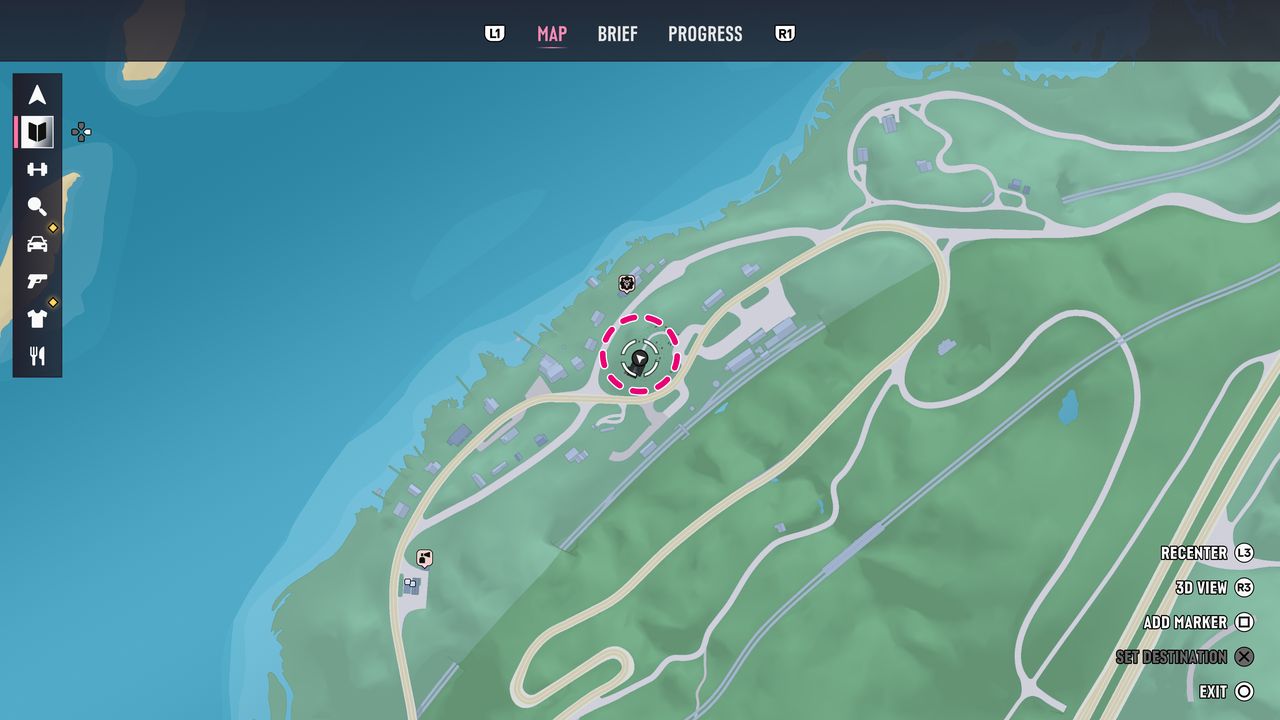 L1 MAP BRIEF PROGRESS R1
RECENTER L3
3D VIEW R3
ADD MARKER
SET DESTINATION
EXIT